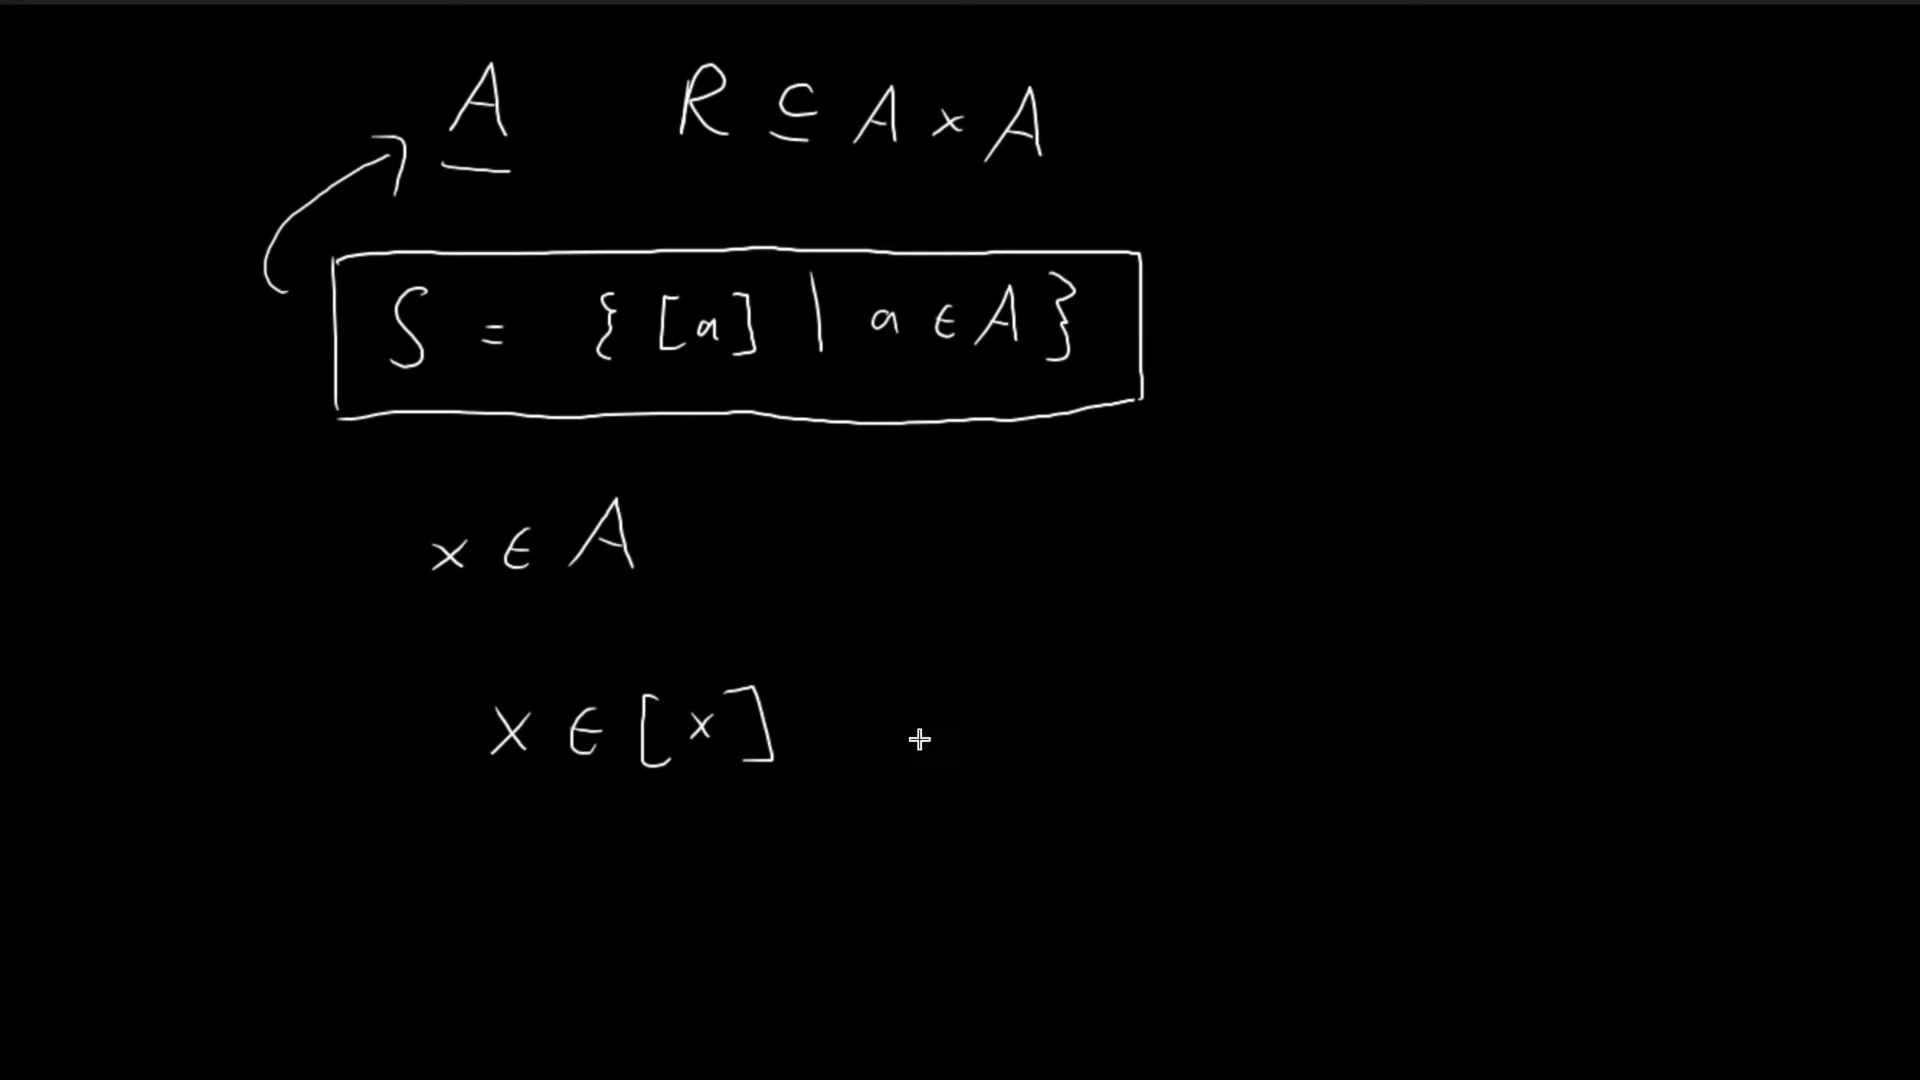 A R ⊆ A × A
S = { [a] | a ∈ A }
x ∈ A
x ∈ [x]